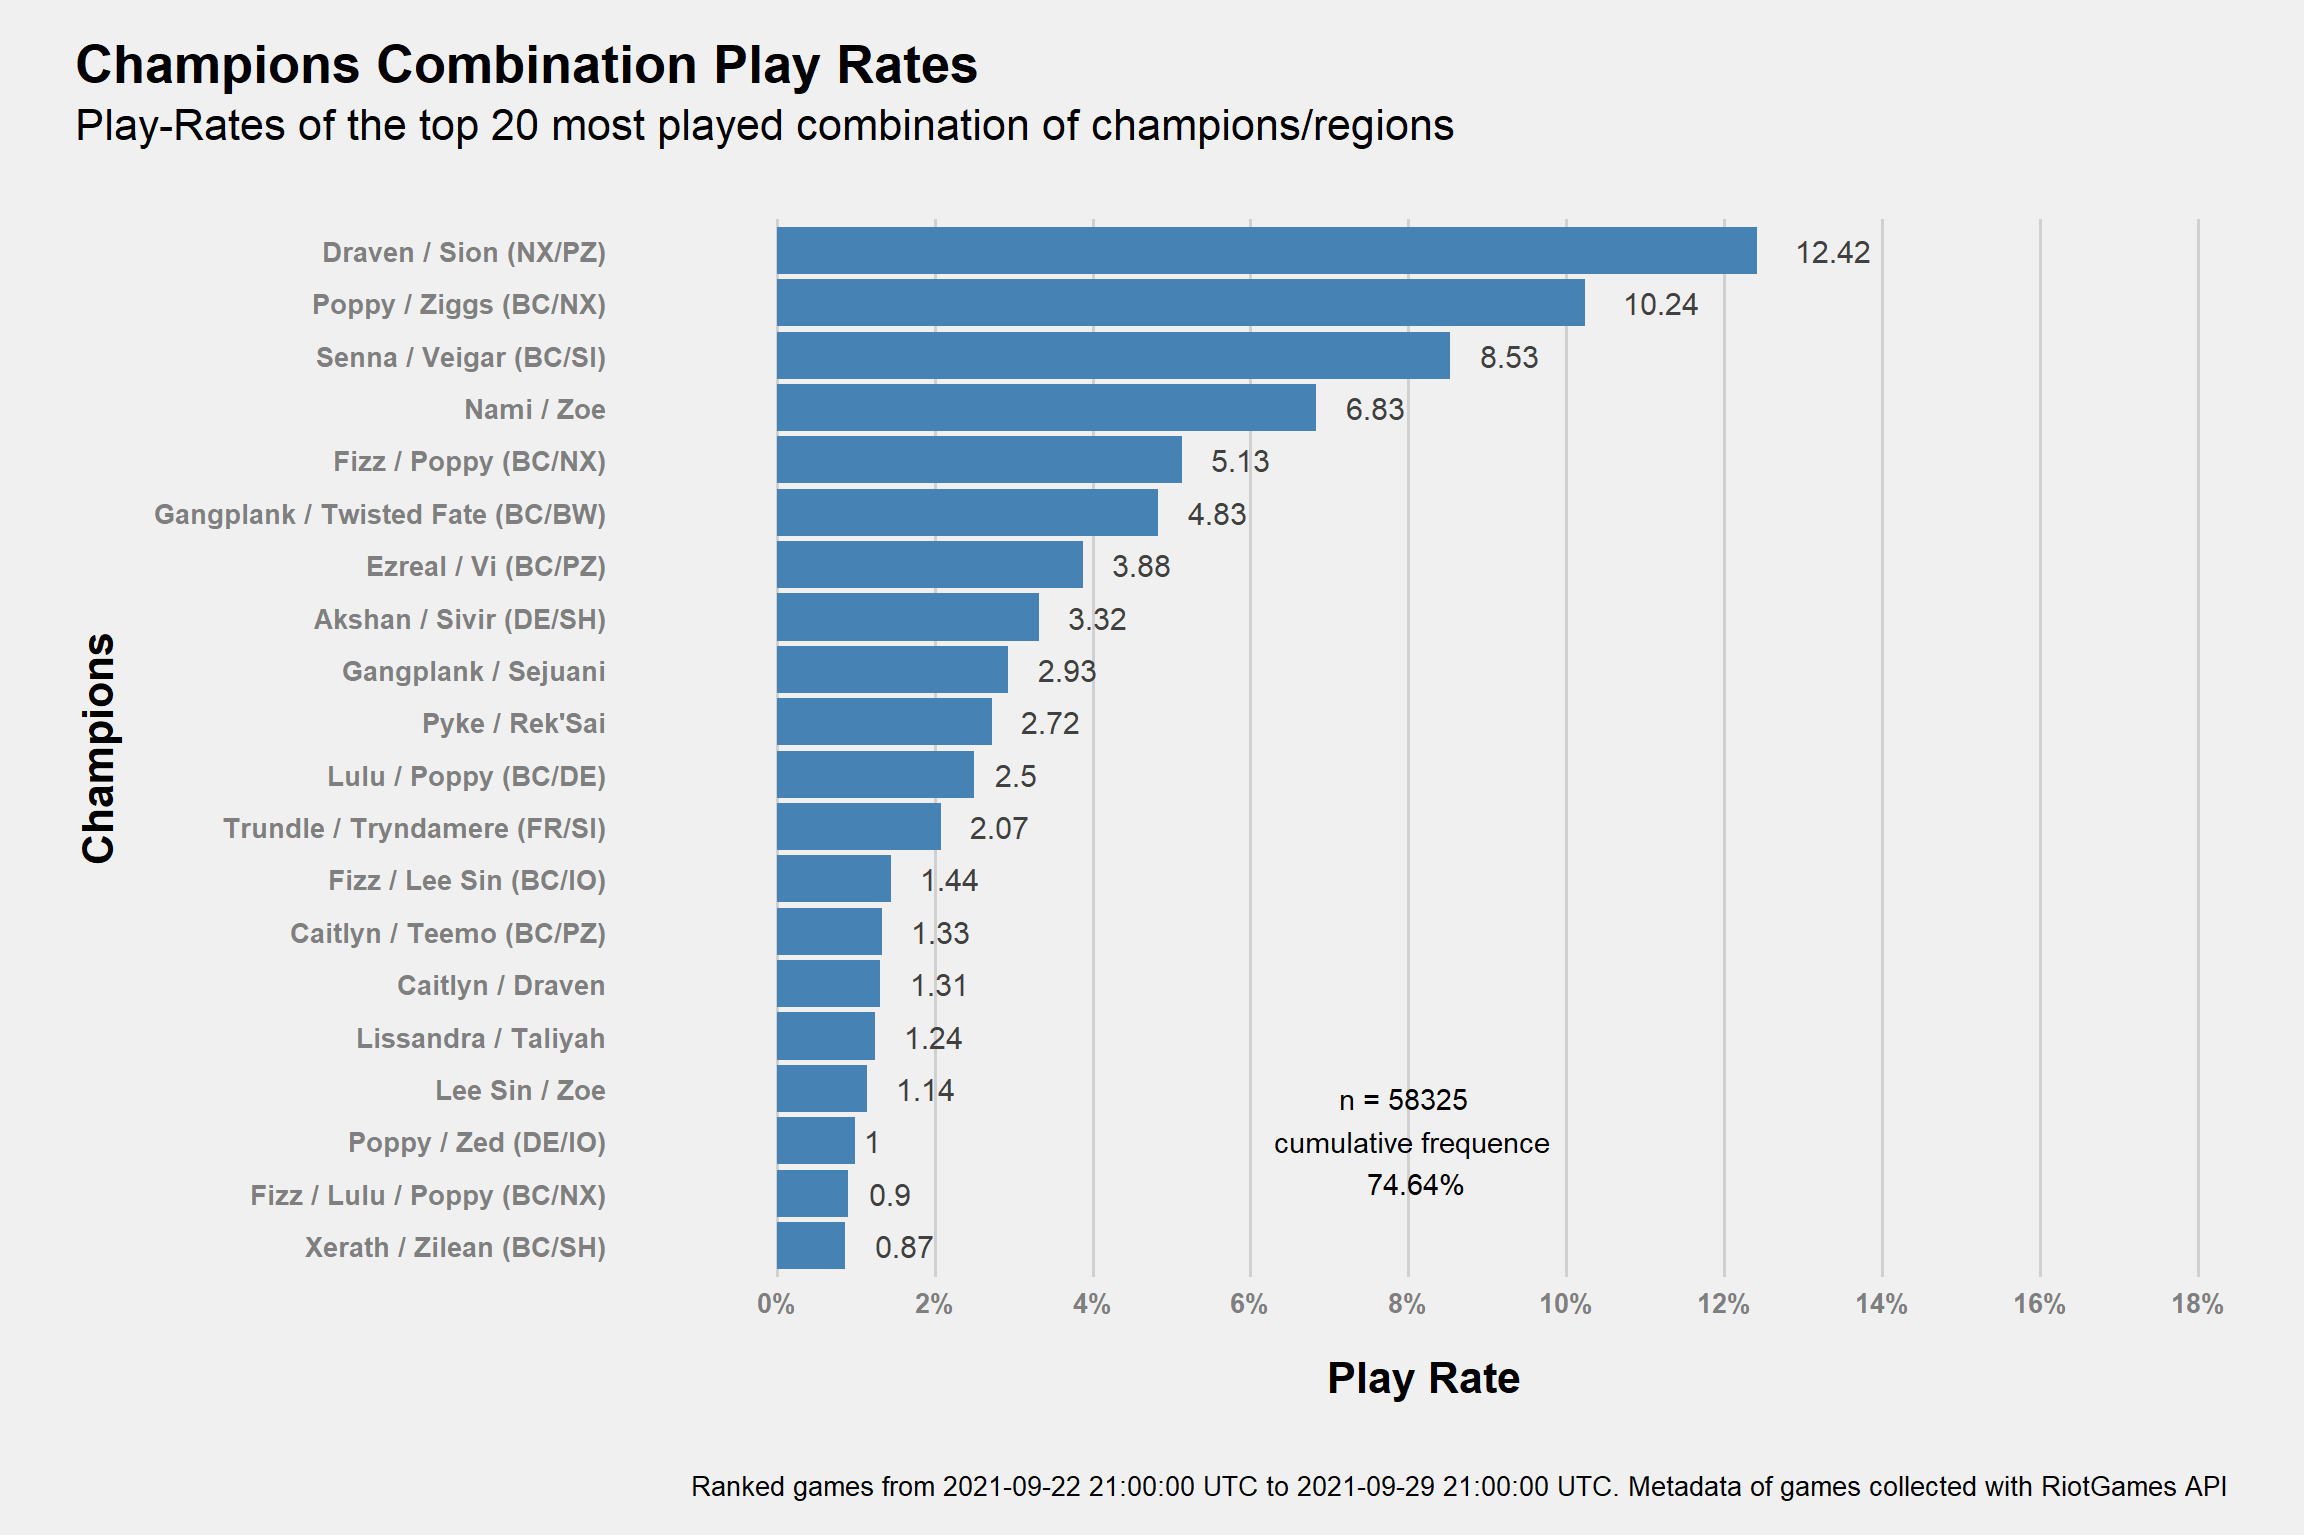 Champions Combination Play Rates
Play-Rates of the top 20 most played combination of champions/regions
Champions
Draven / Sion (NX/PZ) 12.42
Poppy / Ziggs (BC/NX) 10.24
Senna / Veigar (BC/SI) 8.53
Nami / Zoe 6.83
Fizz / Poppy (BC/NX) 5.13
Gangplank / Twisted Fate (BC/BW) 4.83
Ezreal / Vi (BC/PZ) 3.88
Akshan / Sivir (DE/SH) 3.32
Gangplank / Sejuani 2.93
Pyke / Rek'Sai 2.72
Lulu / Poppy (BC/DE) 2.5
Trundle / Tryndamere (FR/SI) 2.07
Fizz / Lee Sin (BC/IO) 1.44
Caitlyn / Teemo (BC/PZ) 1.33
Caitlyn / Draven 1.31
Lissandra / Taliyah 1.24
Lee Sin / Zoe 1.14
Poppy / Zed (DE/IO) 1
Fizz / Lulu / Poppy (BC/NX) 0.9
Xerath / Zilean (BC/SH) 0.87
n = 58325
cumulative frequence
74.64%
0% 2% 4% 6% 8% 10% 12% 14% 16% 18%
Play Rate
Ranked games from 2021-09-22 21:00:00 UTC to 2021-09-29 21:00:00 UTC. Metadata of games collected with RiotGames API